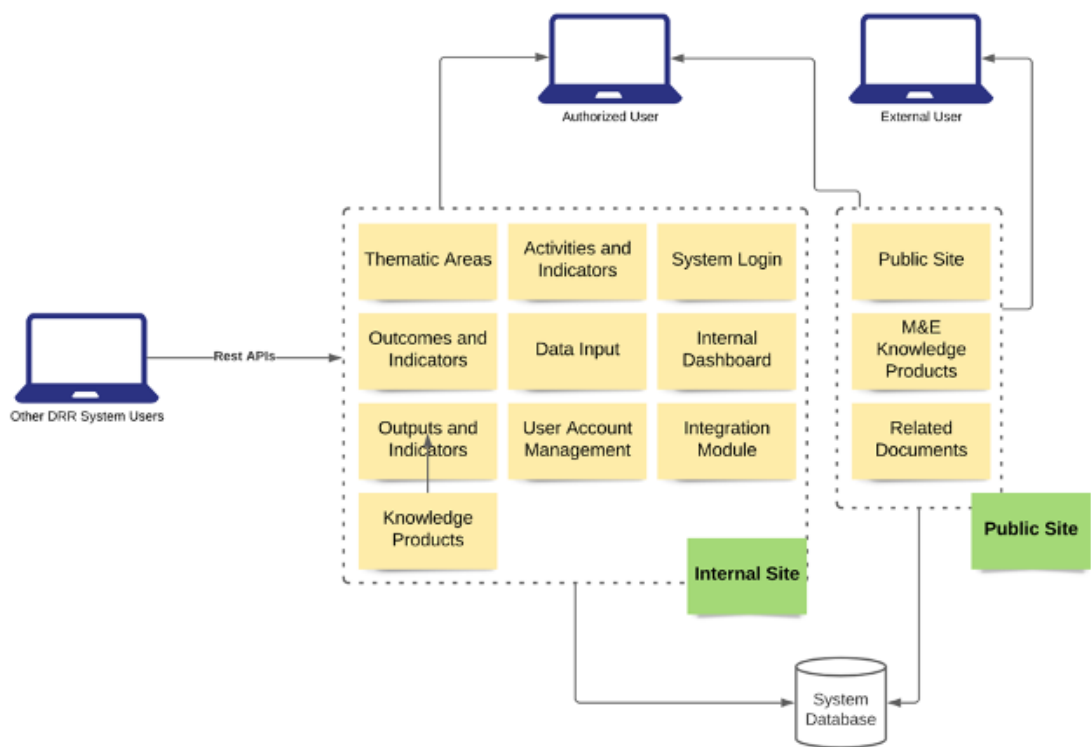 Authorized User
External User
Thematic Areas
Activities and
Indicators
System Login
Public Site
Other DRR System Users
Rest APIs
Outcomes and
Indicators
Data Input
Internal
Dashboard
M&E
Knowledge
Products
Outputs and
Indicators
User Account
Management
Integration
Module
Related
Documents
Knowledge
Products
Internal Site
Public Site
System
Database